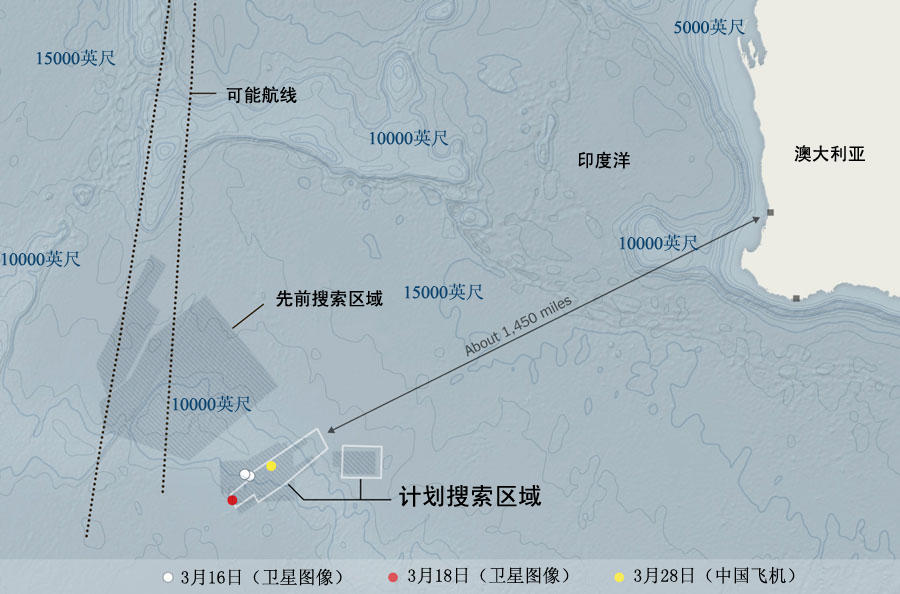 5000英尺
15000英尺
可能航线
10000英尺
澳大利亚
印度洋
10000英尺
10000英尺
15000英尺
先前搜索区域
About 1,450 miles
10000英尺
计划搜索区域
3月16日（卫星图像）
3月18日（卫星图像）
3月28日（中国飞机）